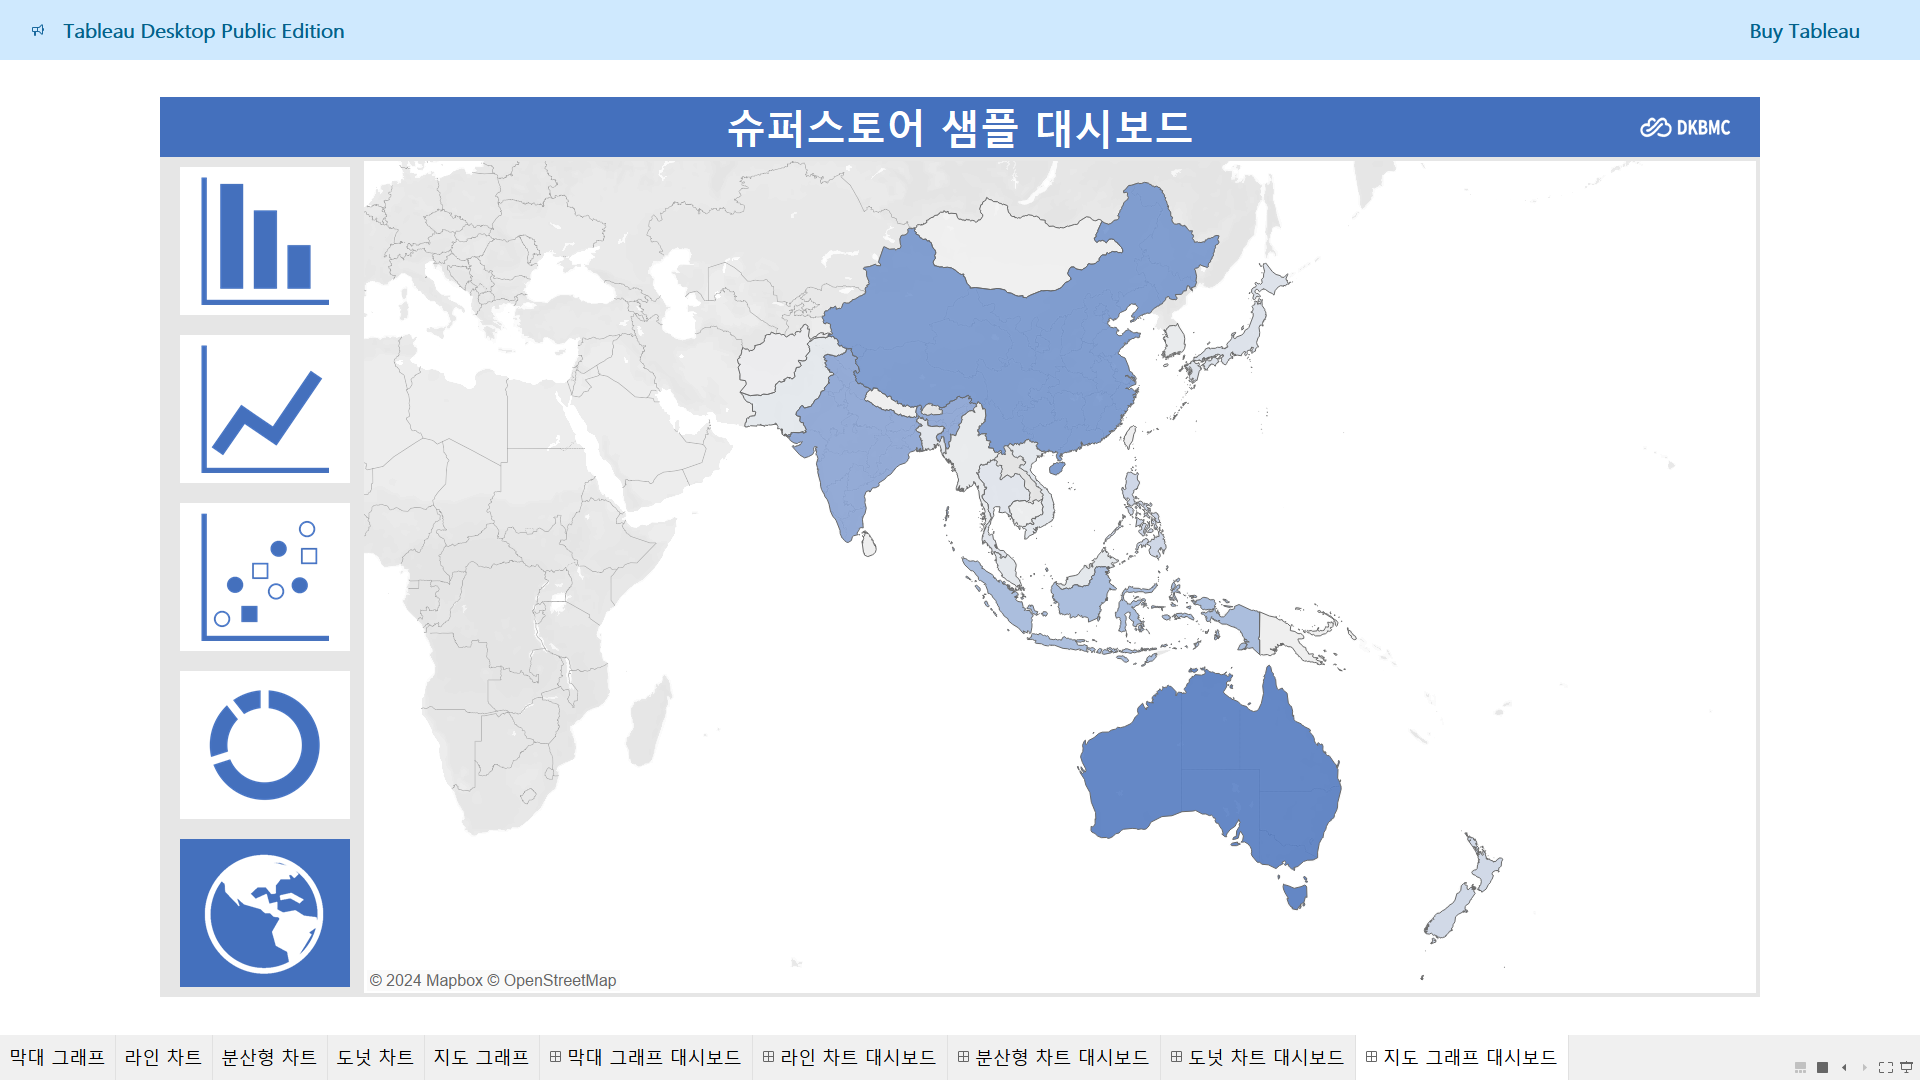 Tableau Desktop Public Edition
Buy Tableau
슈퍼스토어 샘플 대시보드
DKBMC
© 2024 Mapbox © OpenStreetMap
막대 그래프
라인 차트
분산형 차트
도넛 차트
지도 그래프
막대 그래프 대시보드
라인 차트 대시보드
분산형 차트 대시보드
도넛 차트 대시보드
지도 그래프 대시보드